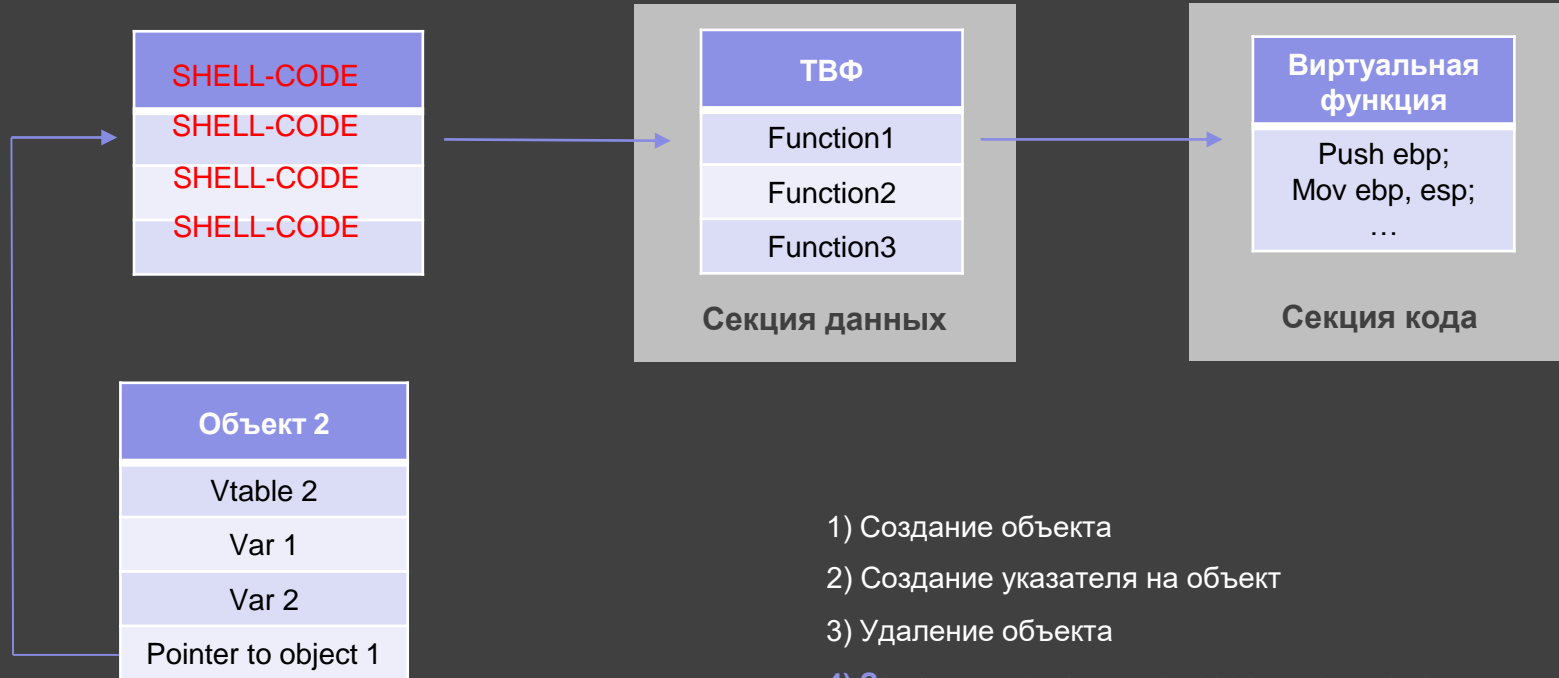 SHELL-CODE
SHELL-CODE
SHELL-CODE
SHELL-CODE
ТВФ
Function1
Function2
Function3
Секция данных
Виртуальная
функция
Push ebp;
Mov ebp, esp;
…
Секция кода
Объект 2
Vtable 2
Var 1
Var 2
Pointer to object 1
1) Создание объекта
2) Создание указателя на объект
3) Удаление объекта
4)